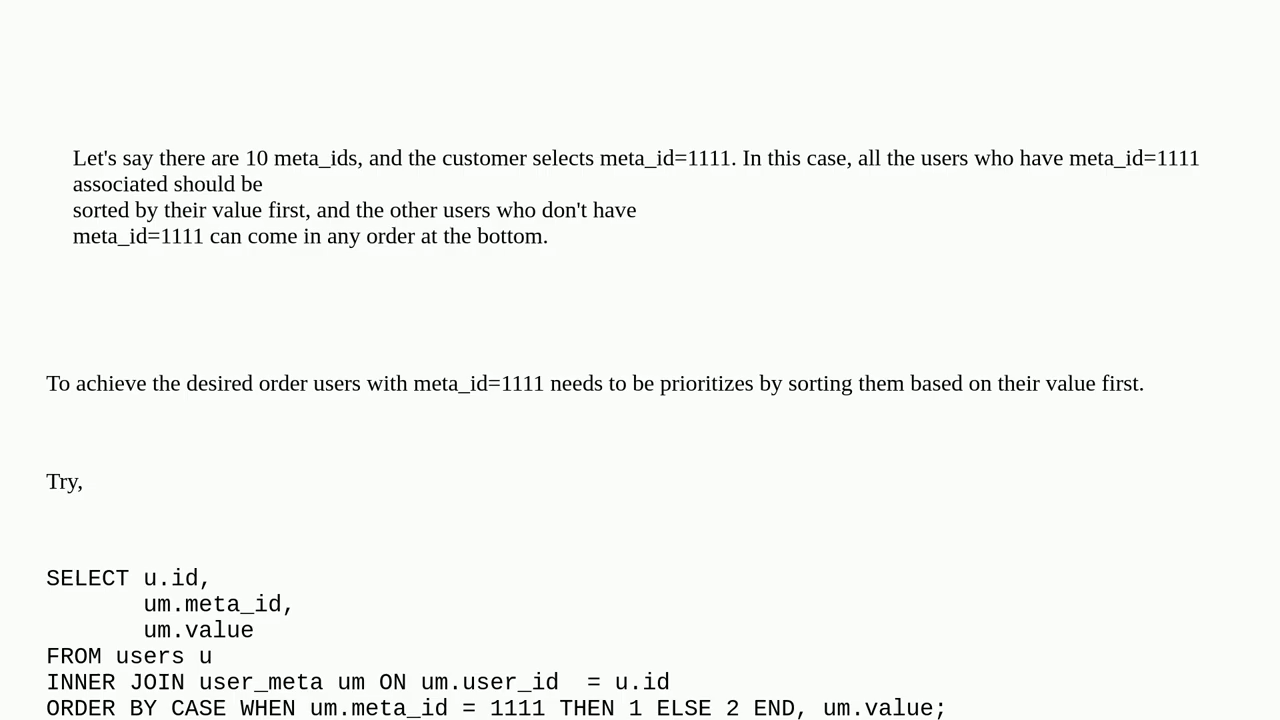 Let's say there are 10 meta_ids, and the customer selects meta_id=1111. In this case, all the users who have meta_id=1111
associated should be
sorted by their value first, and the other users who don't have
meta_id=1111 can come in any order at the bottom.
To achieve the desired order users with meta_id=1111 needs to be prioritizes by sorting them based on their value first.
Try,
SELECT u.id,
       um.meta_id,
       um.value
FROM users u
INNER JOIN user_meta um ON um.user_id  = u.id
ORDER BY CASE WHEN um.meta_id = 1111 THEN 1 ELSE 2 END, um.value;